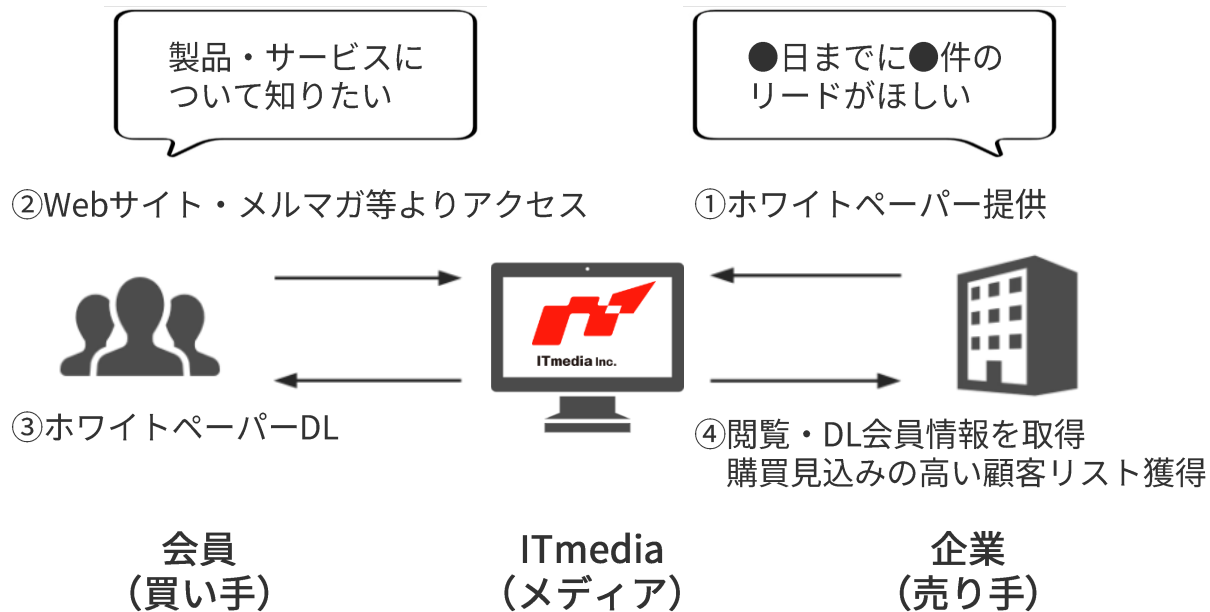 製品・サービスに
ついて知りたい
●日までに●件の
リードがほしい
②Webサイト・メルマガ等よりアクセス
①ホワイトペーパー提供
ITmedia Inc.
③ホワイトペーパーDL
④閲覧・DL会員情報を取得
購買見込みの高い顧客リスト獲得
会員
（買い手）
ITmedia
（メディア）
企業
（売り手）